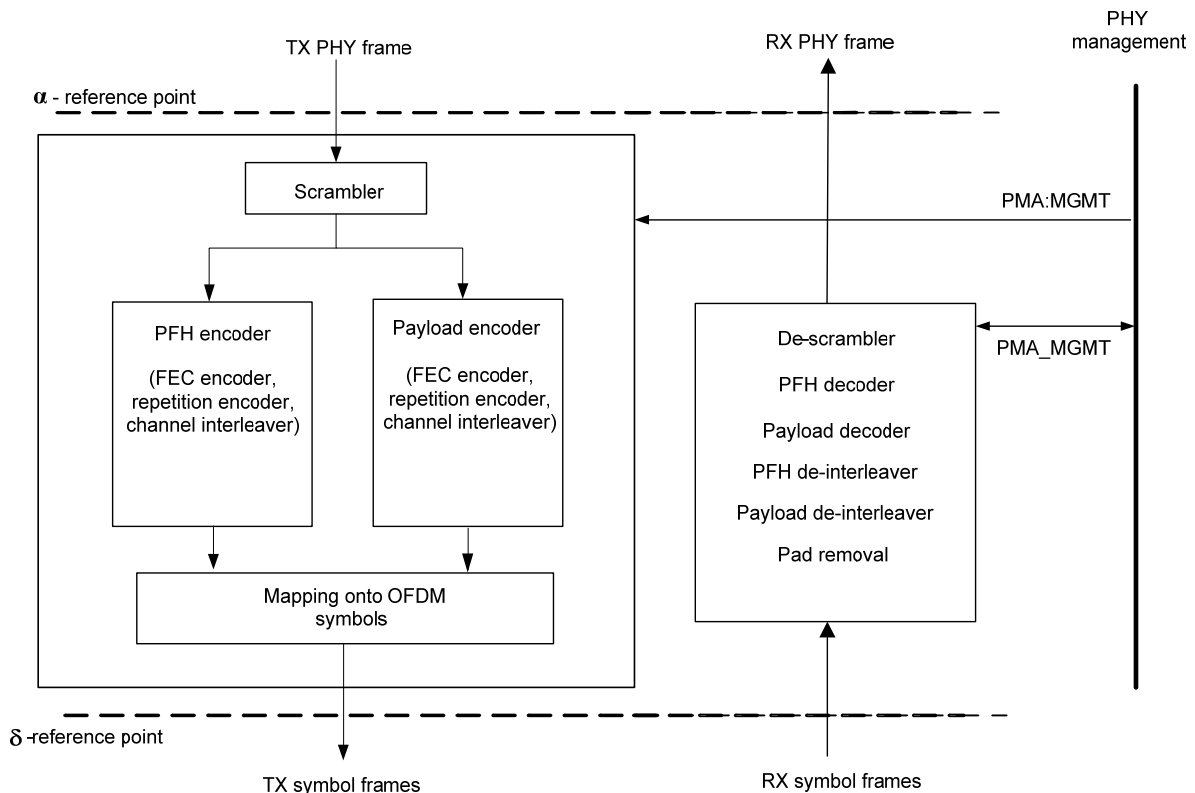 TX PHY frame
RX PHY frame
PHY
management
α - reference point
Scrambler
PMA:MGMT
PFH encoder
(FEC encoder,
repetition encoder,
channel interleaver)
Payload encoder
(FEC encoder,
repetition encoder,
channel interleaver)
De-scrambler
PFH decoder
Payload decoder
PFH de-interleaver
Payload de-interleaver
Pad removal
PMA_MGMT
Mapping onto OFDM
symbols
δ -reference point
TX symbol frames
RX symbol frames